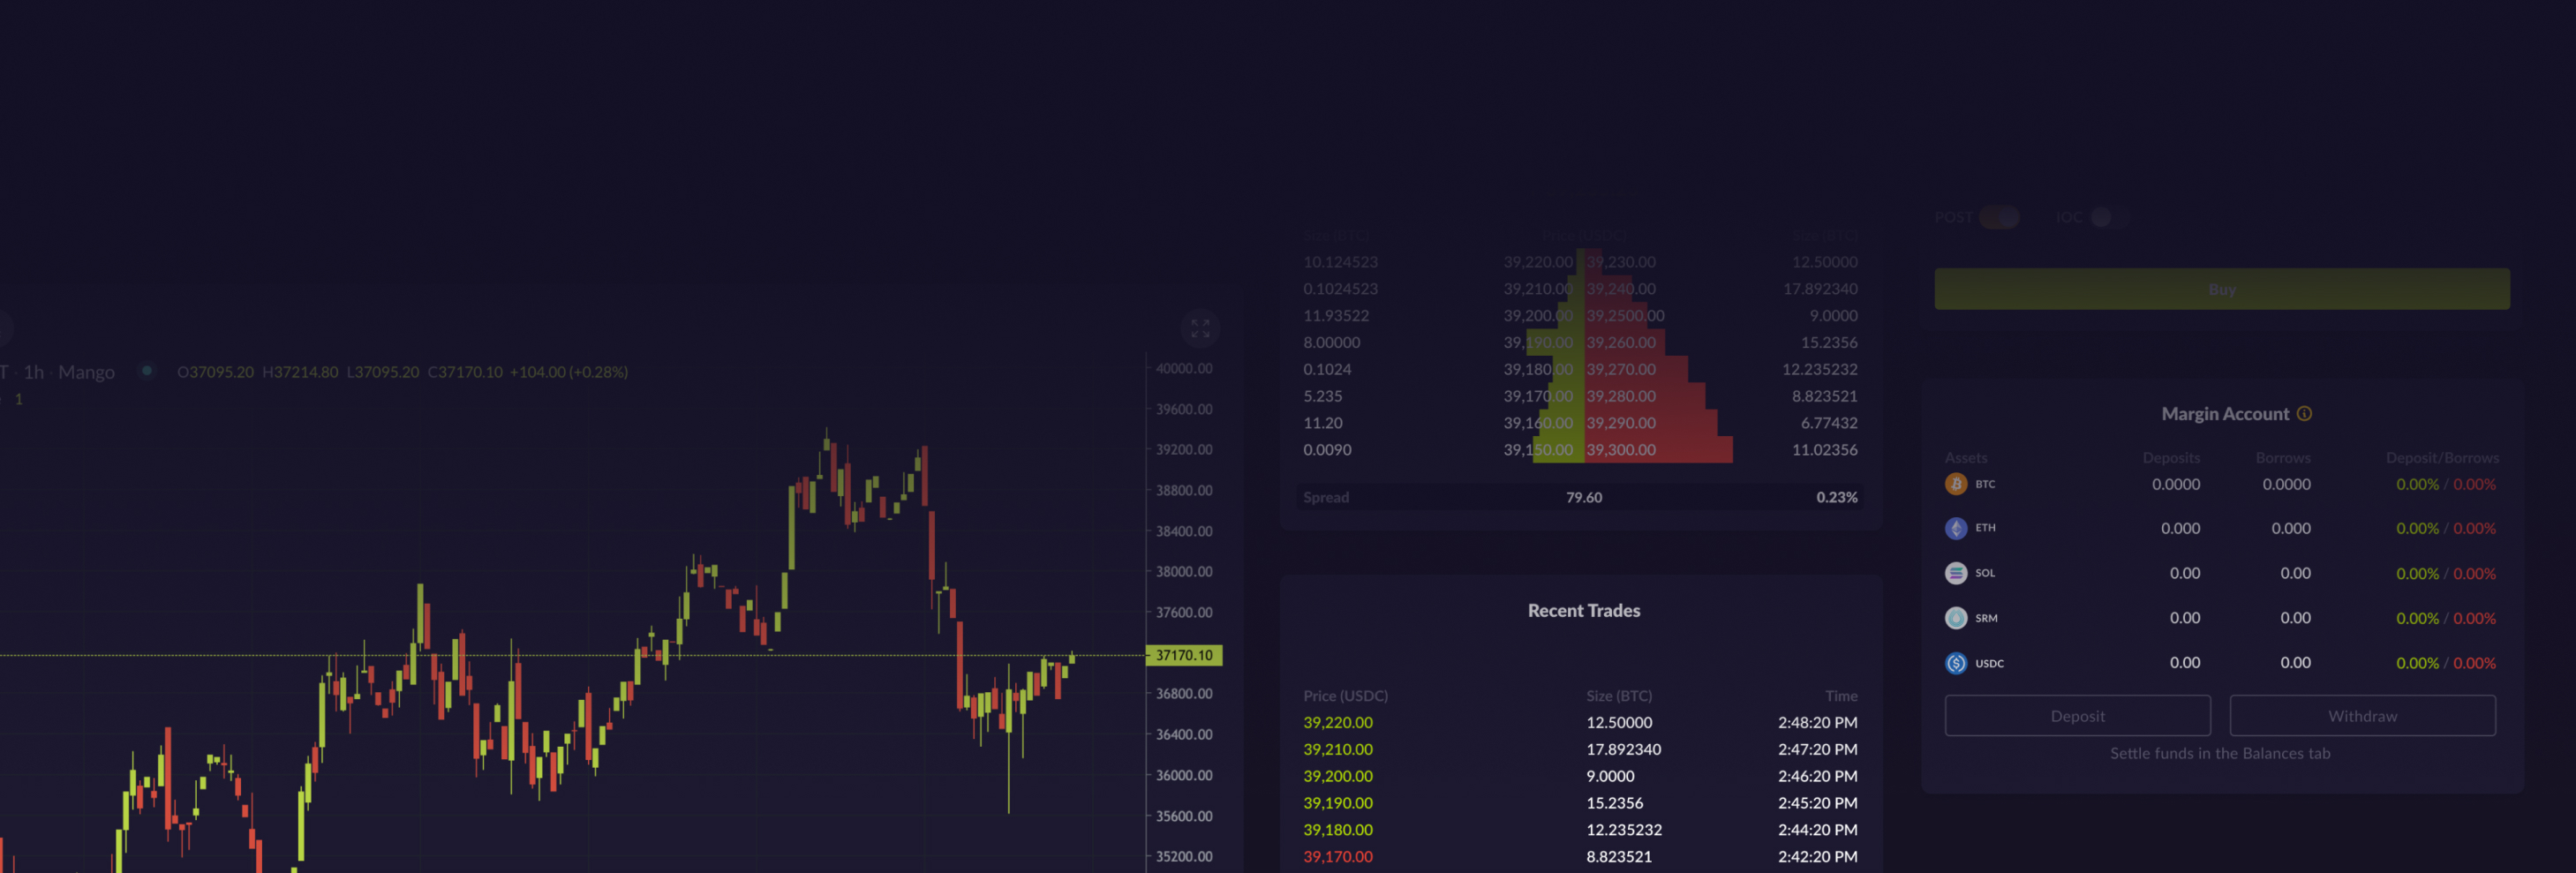 T · 1h · Mango O37095.20 H37214.80 L37095.20 C37170.10 +104.00 (+0.28%)
1
40000.00
39600.00
39200.00
38800.00
38400.00
38000.00
37600.00
37170.10
36800.00
36400.00
36000.00
35600.00
35200.00
Size (BTC) Price (USDC) Size (BTC)
10.124523 39,220.00 39,230.00 12.50000
0.1024523 39,210.00 39,240.00 17.892340
11.93522 39,200.00 39,2500.00 9.0000
8.00000 39,190.00 39,260.00 15.2356
0.1024 39,180.00 39,270.00 12.235232
5.235 39,170.00 39,280.00 8.823521
11.20 39,160.00 39,290.00 6.77432
0.0090 39,150.00 39,300.00 11.02356
Spread 79.60 0.23%
Recent Trades
Price (USDC) Size (BTC) Time
39,220.00 12.50000 2:48:20 PM
39,210.00 17.892340 2:47:20 PM
39,200.00 9.0000 2:46:20 PM
39,190.00 15.2356 2:45:20 PM
39,180.00 12.235232 2:44:20 PM
39,170.00 8.823521 2:42:20 PM
POST IOC
Buy
Margin Account
Assets Deposits Borrows Deposit/Borrows
BTC 0.0000 0.0000 0.00% / 0.00%
ETH 0.000 0.000 0.00% / 0.00%
SOL 0.00 0.00 0.00% / 0.00%
SRM 0.00 0.00 0.00% / 0.00%
USDC 0.00 0.00 0.00% / 0.00%
Deposit Withdraw
Settle funds in the Balances tab